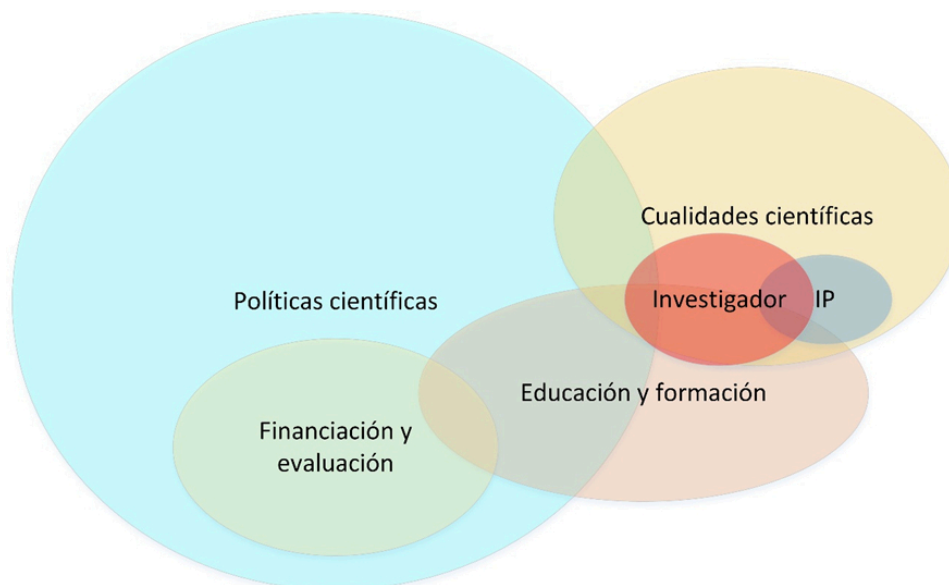 Cualidades científicas
Políticas científicas
Investigador
IP
Educación y formación
Financiación y
evaluación